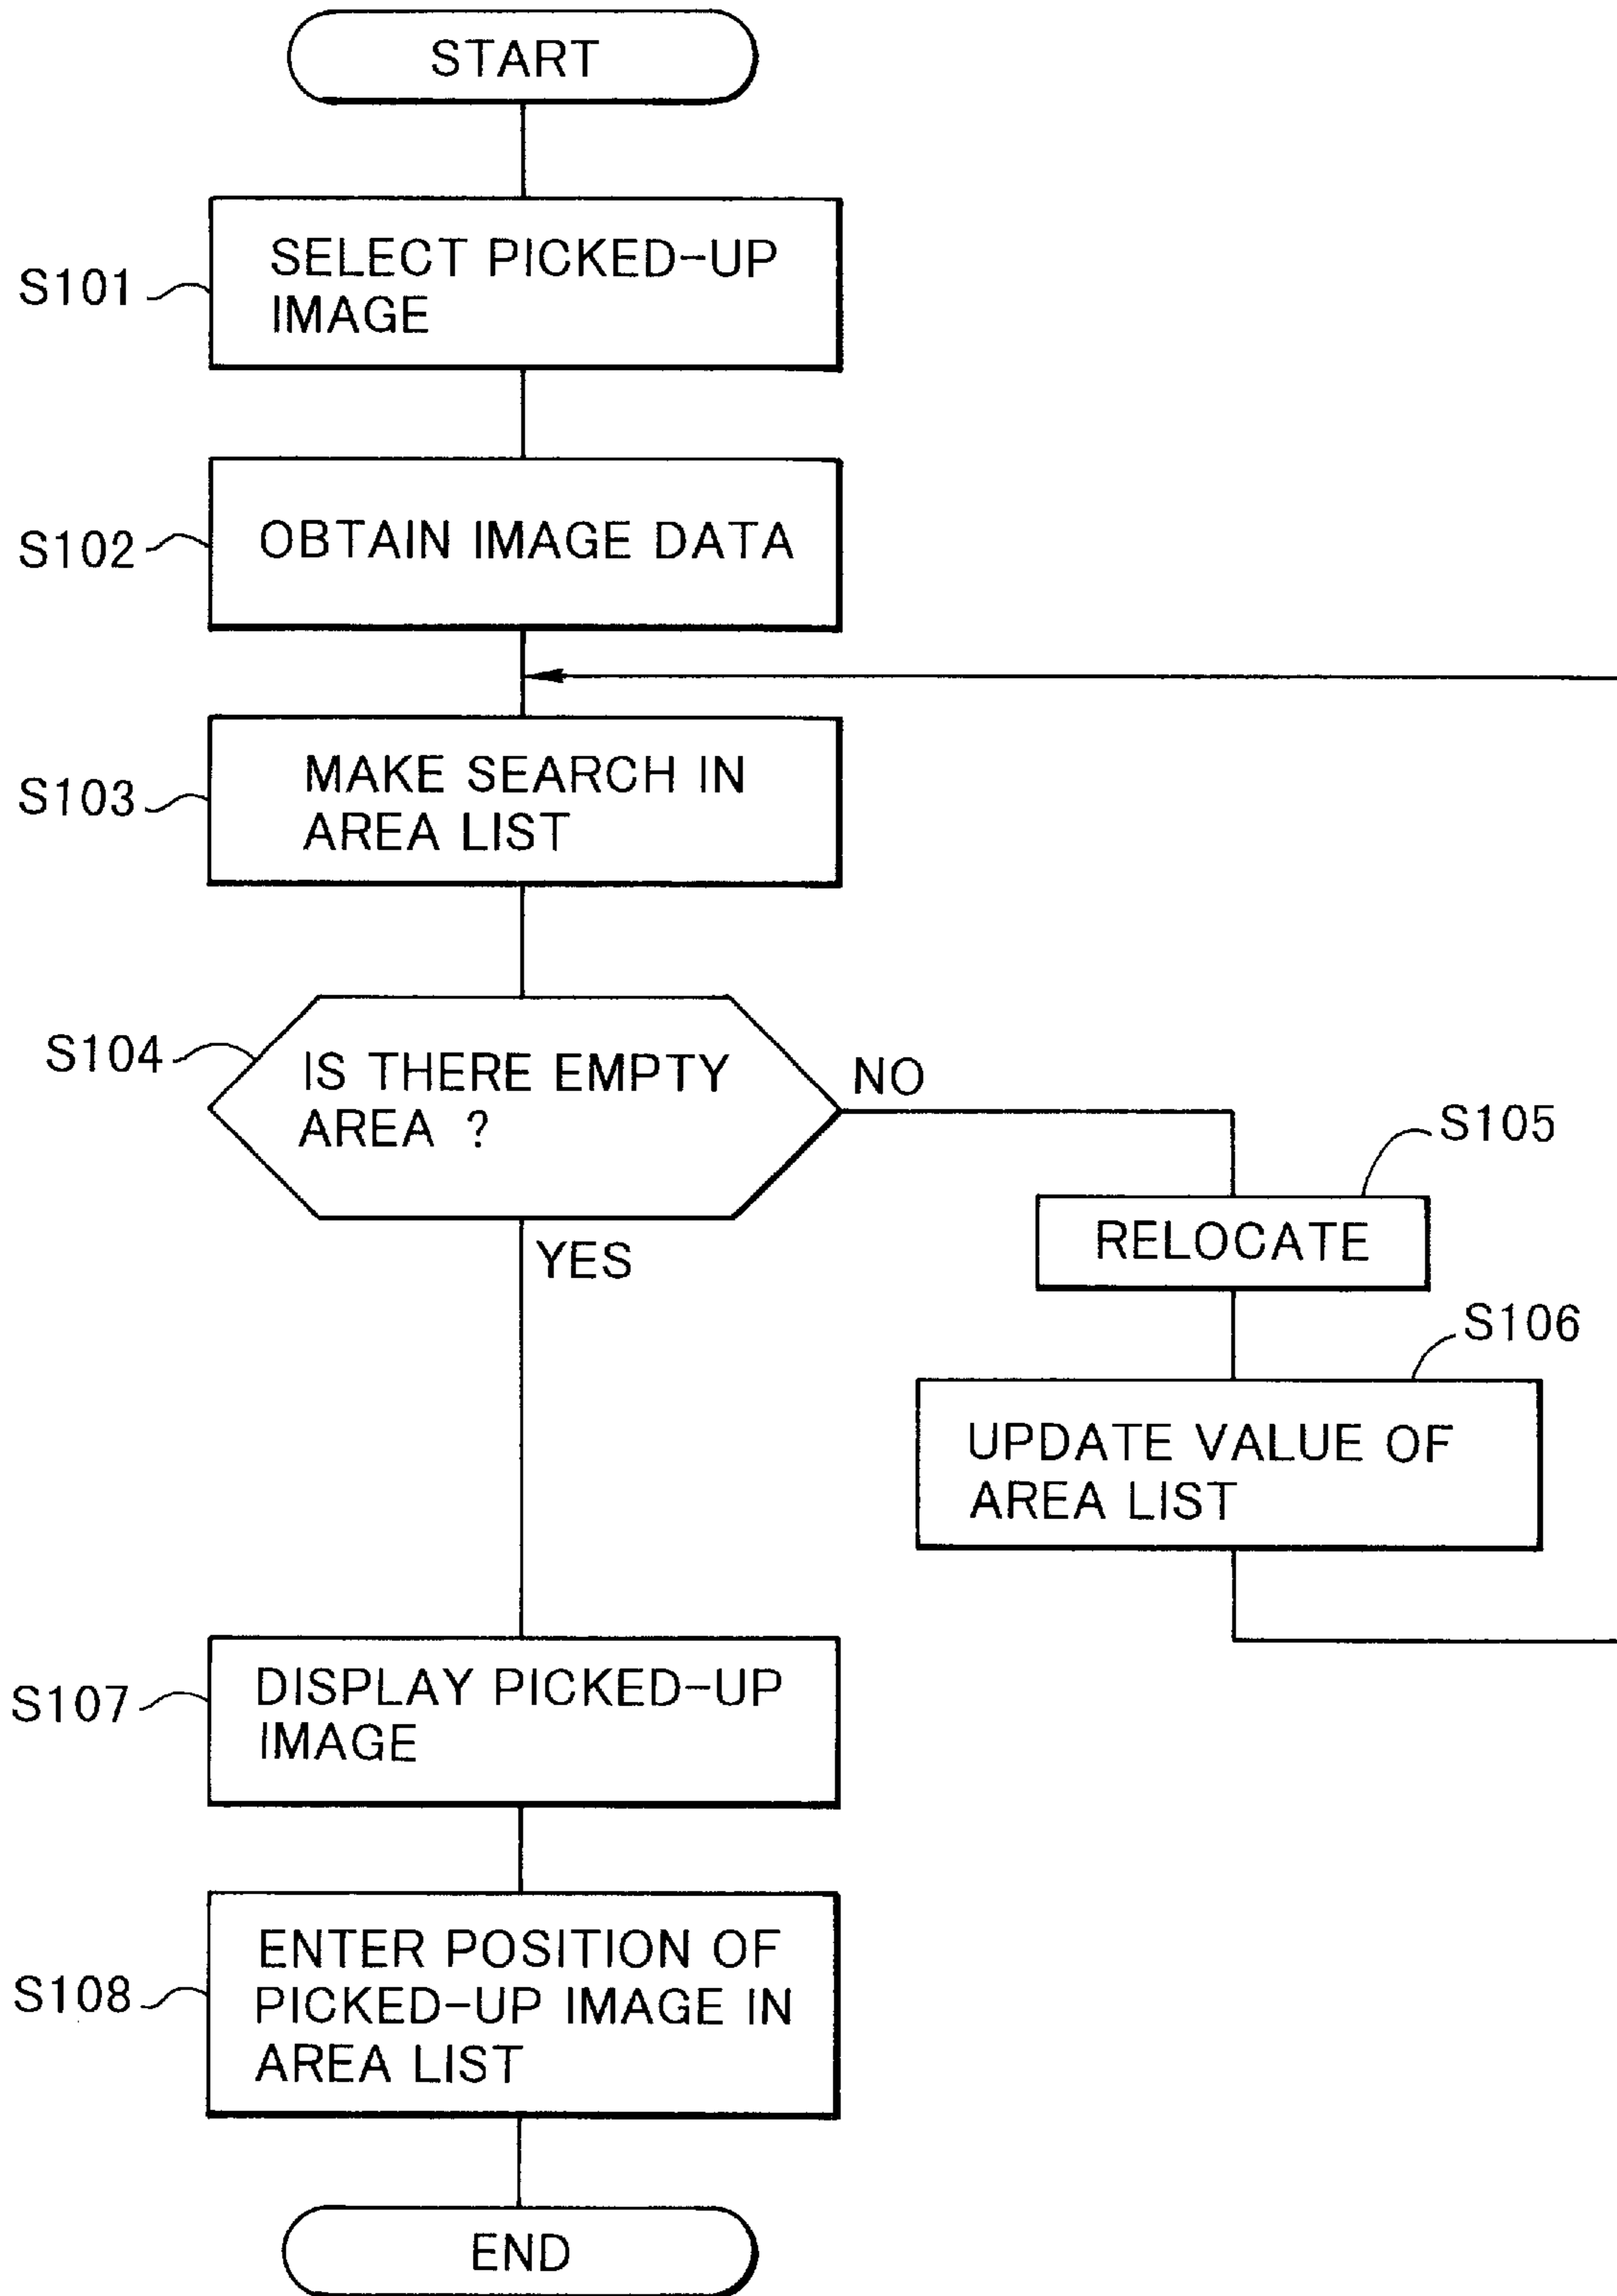 START
S101
SELECT PICKED-UP
IMAGE
S102
OBTAIN IMAGE DATA
S103
MAKE SEARCH IN
AREA LIST
S104
IS THERE EMPTY
AREA ?
NO
YES
S105
RELOCATE
S106
UPDATE VALUE OF
AREA LIST
S107
DISPLAY PICKED-UP
IMAGE
S108
ENTER POSITION OF
PICKED-UP IMAGE IN
AREA LIST
END